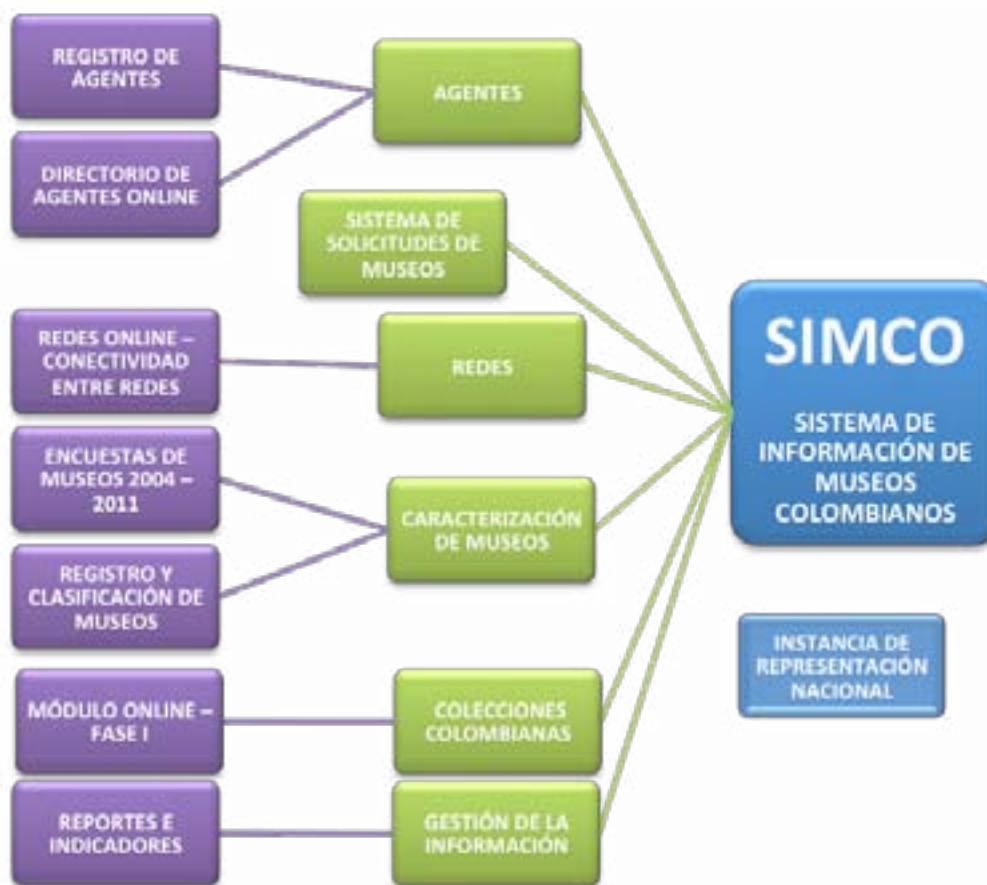 REGISTRO DE
AGENTES
DIRECTORIO DE
AGENTES ONLINE
AGENTES
SISTEMA DE
SOLICITUDES DE
MUSEOS
REDES ONLINE –
CONECTIVIDAD
ENTRE REDES
REDES
ENCUESTAS DE
MUSEOS 2004 –
2011
REGISTRO Y
CLASIFICACIÓN DE
MUSEOS
CARACTERIZACIÓN
DE MUSEOS
MÓDULO ONLINE –
FASE I
COLECCIONES
COLOMBIANAS
REPORTES E
INDICADORES
GESTIÓN DE LA
INFORMACIÓN
SIMCO
SISTEMA DE
INFORMACIÓN DE
MUSEOS
COLOMBIANOS
INSTANCIA DE
REPRESENTACIÓN
NACIONAL